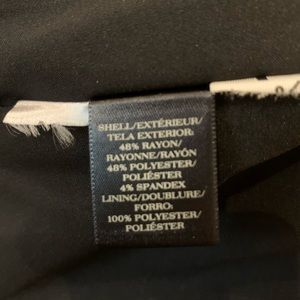 SHELL/EXTÉRIEUR/
TELA EXTERIOR:
48% RAYON/
RAYONNE/RAYÓN
48% POLYESTER/
POLIÉSTER
4% SPANDEX
LINING/DOUBLURE/
FORRO:
100% POLYESTER/
POLIÉSTER